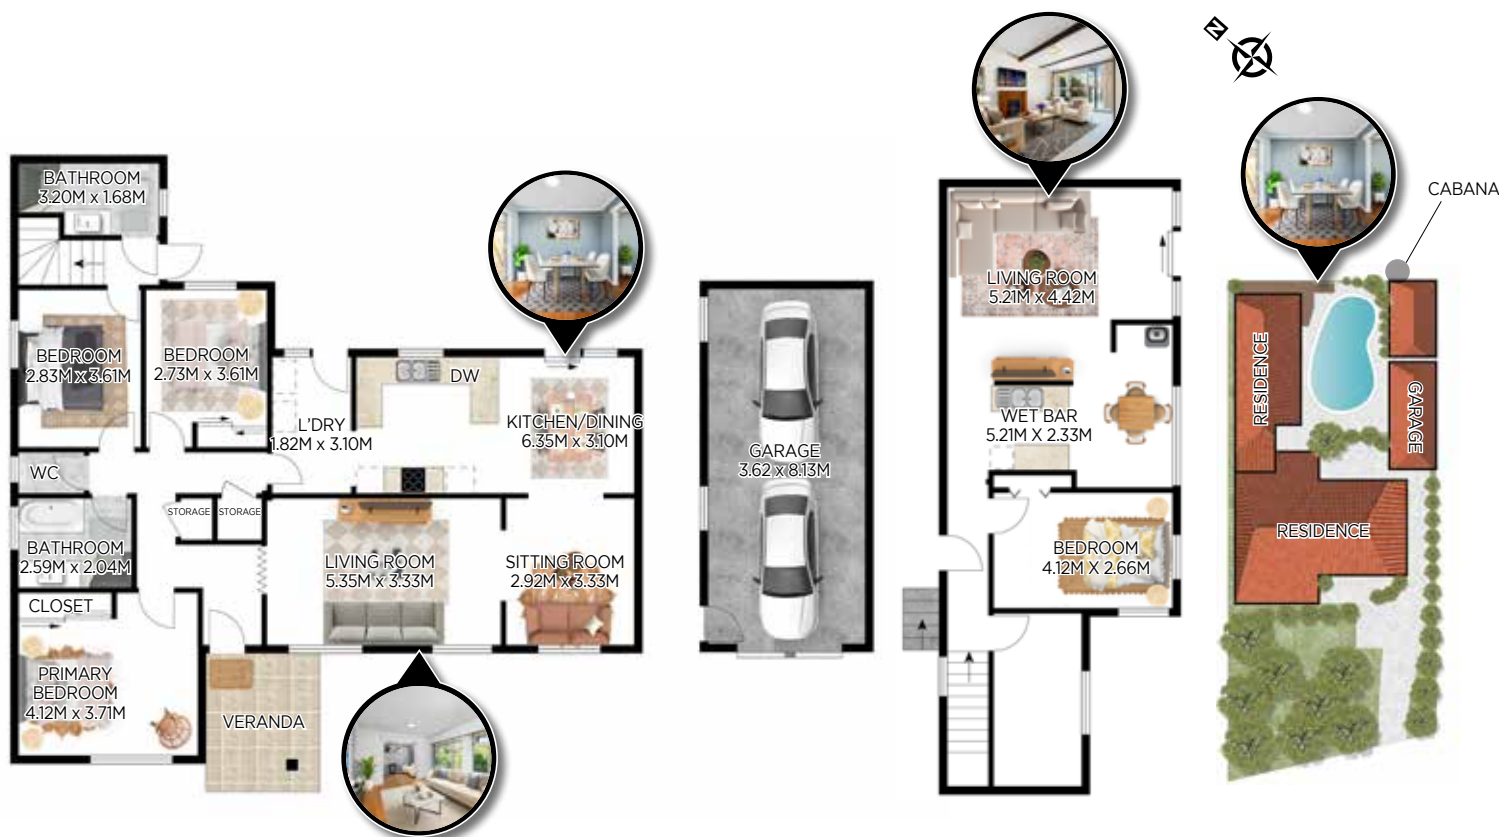 BATHROOM
3.20M x 1.68M
BEDROOM
2.83M x 3.61M
BEDROOM
2.73M x 3.61M
L'DRY
1.82M x 3.10M
DW
KITCHEN/DINING
6.35M x 3.10M
WC
STORAGE
STORAGE
BATHROOM
2.59M x 2.04M
LIVING ROOM
5.35M x 3.33M
SITTING ROOM
2.92M x 3.33M
CLOSET
PRIMARY
BEDROOM
4.12M x 3.71M
VERANDA
GARAGE
3.62 x 8.13M
LIVING ROOM
5.21M x 4.42M
WET BAR
5.21M x 2.33M
BEDROOM
4.12M X 2.66M
N
CABANA
RESIDENCE
GARAGE
RESIDENCE